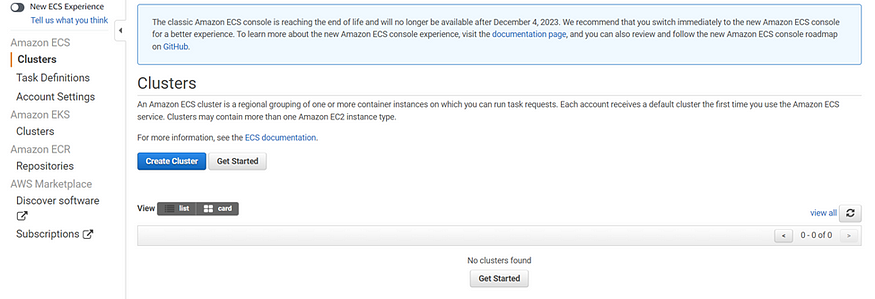 New ECS Experience
Tell us what you think
Amazon ECS
Clusters
Task Definitions
Account Settings
Amazon EKS
Clusters
Amazon ECR
Repositories
AWS Marketplace
Discover software
Subscriptions
The classic Amazon ECS console is reaching the end of life and will no longer be available after December 4, 2023. We recommend that you switch immediately to the new Amazon ECS console
for a better experience. To learn more about the new Amazon ECS console experience, visit the documentation page, and you can also review and follow the new Amazon ECS console roadmap
on GitHub.
Clusters
An Amazon ECS cluster is a regional grouping of one or more container instances on which you can run task requests. Each account receives a default cluster the first time you use the Amazon ECS
service. Clusters may contain more than one Amazon EC2 instance type.
For more information, see the ECS documentation.
Create Cluster Get Started
View list card
view all
< 0 - 0 of 0 >
No clusters found
Get Started